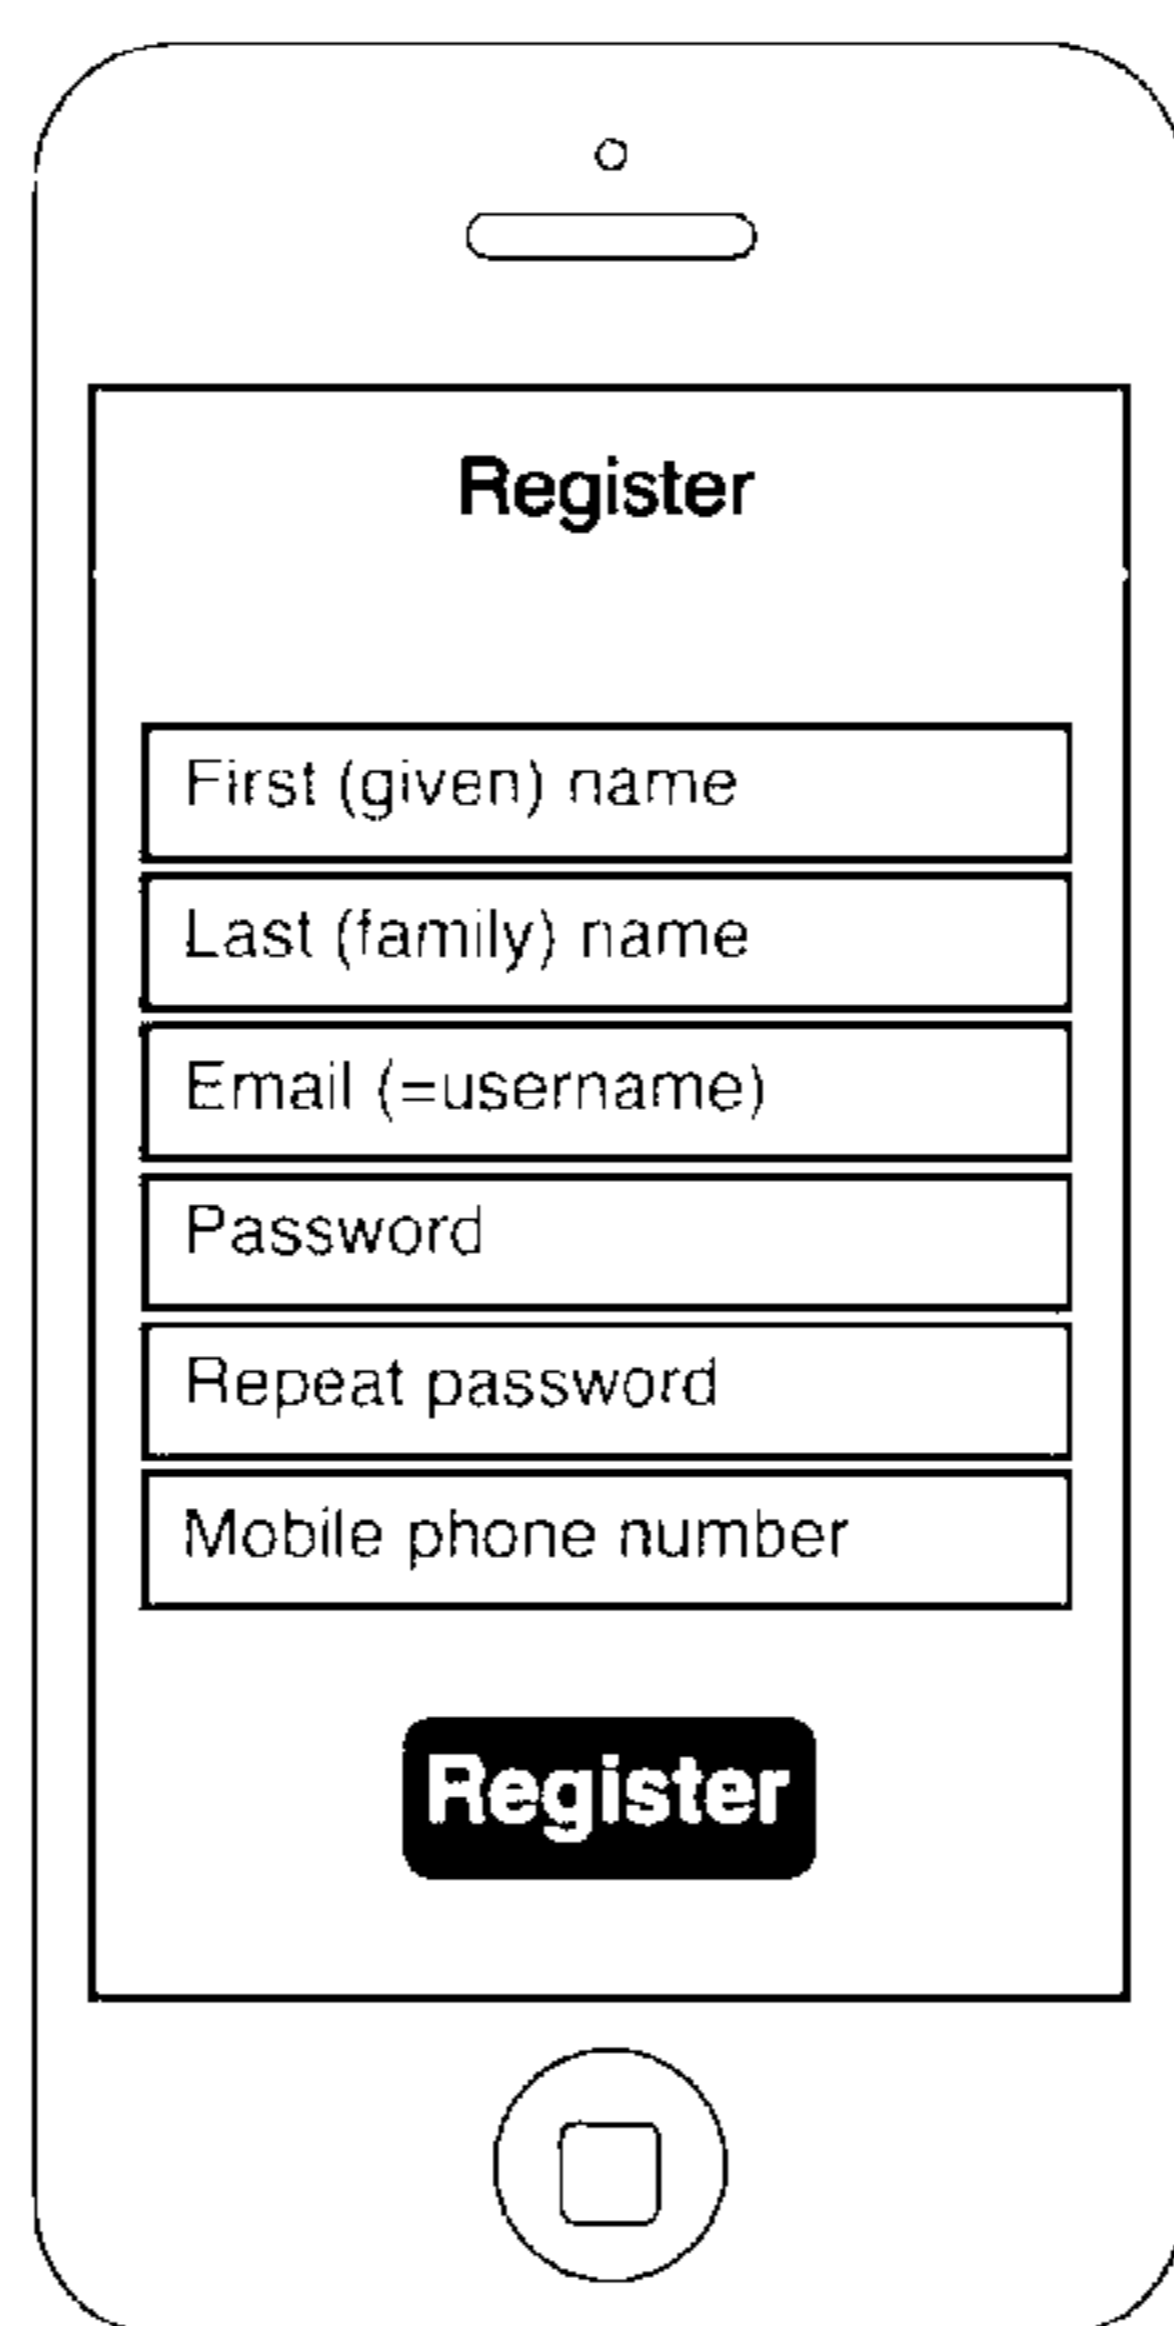 Register
First (given) name
Last (family) name
Email (=username)
Password
Repeat password
Mobile phone number
Register